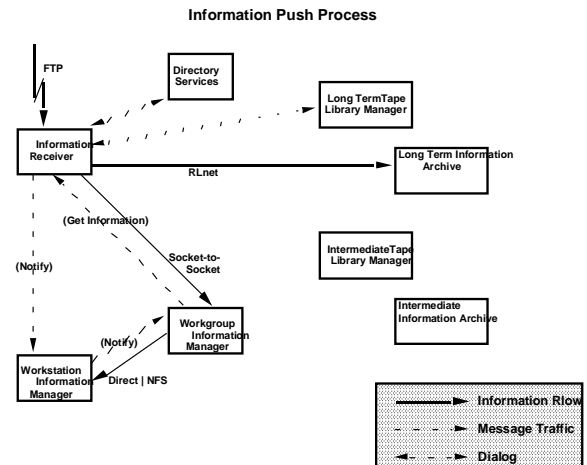 Information Push Process
FTP
Directory
Services
Long TermTape
Library Manager
Information
Receiver
Long Term Information
Archive
RLnet
(Get Information)
Socket-to-
Socket
(Notify)
IntermediateTape
Library Manager
Intermediate
Information Archive
Workgroup
Information
Manager
(Notify)
Workstation
Information
Manager
Direct | NFS
Information Rlow
Message Traffic
Dialog